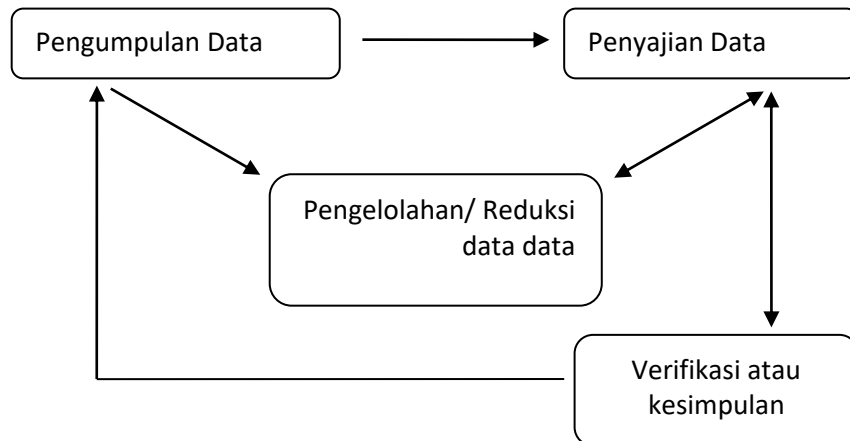 Pengumpulan Data
Penyajian Data
Pengelolahan/ Reduksi
data data
Verifikasi atau
kesimpulan